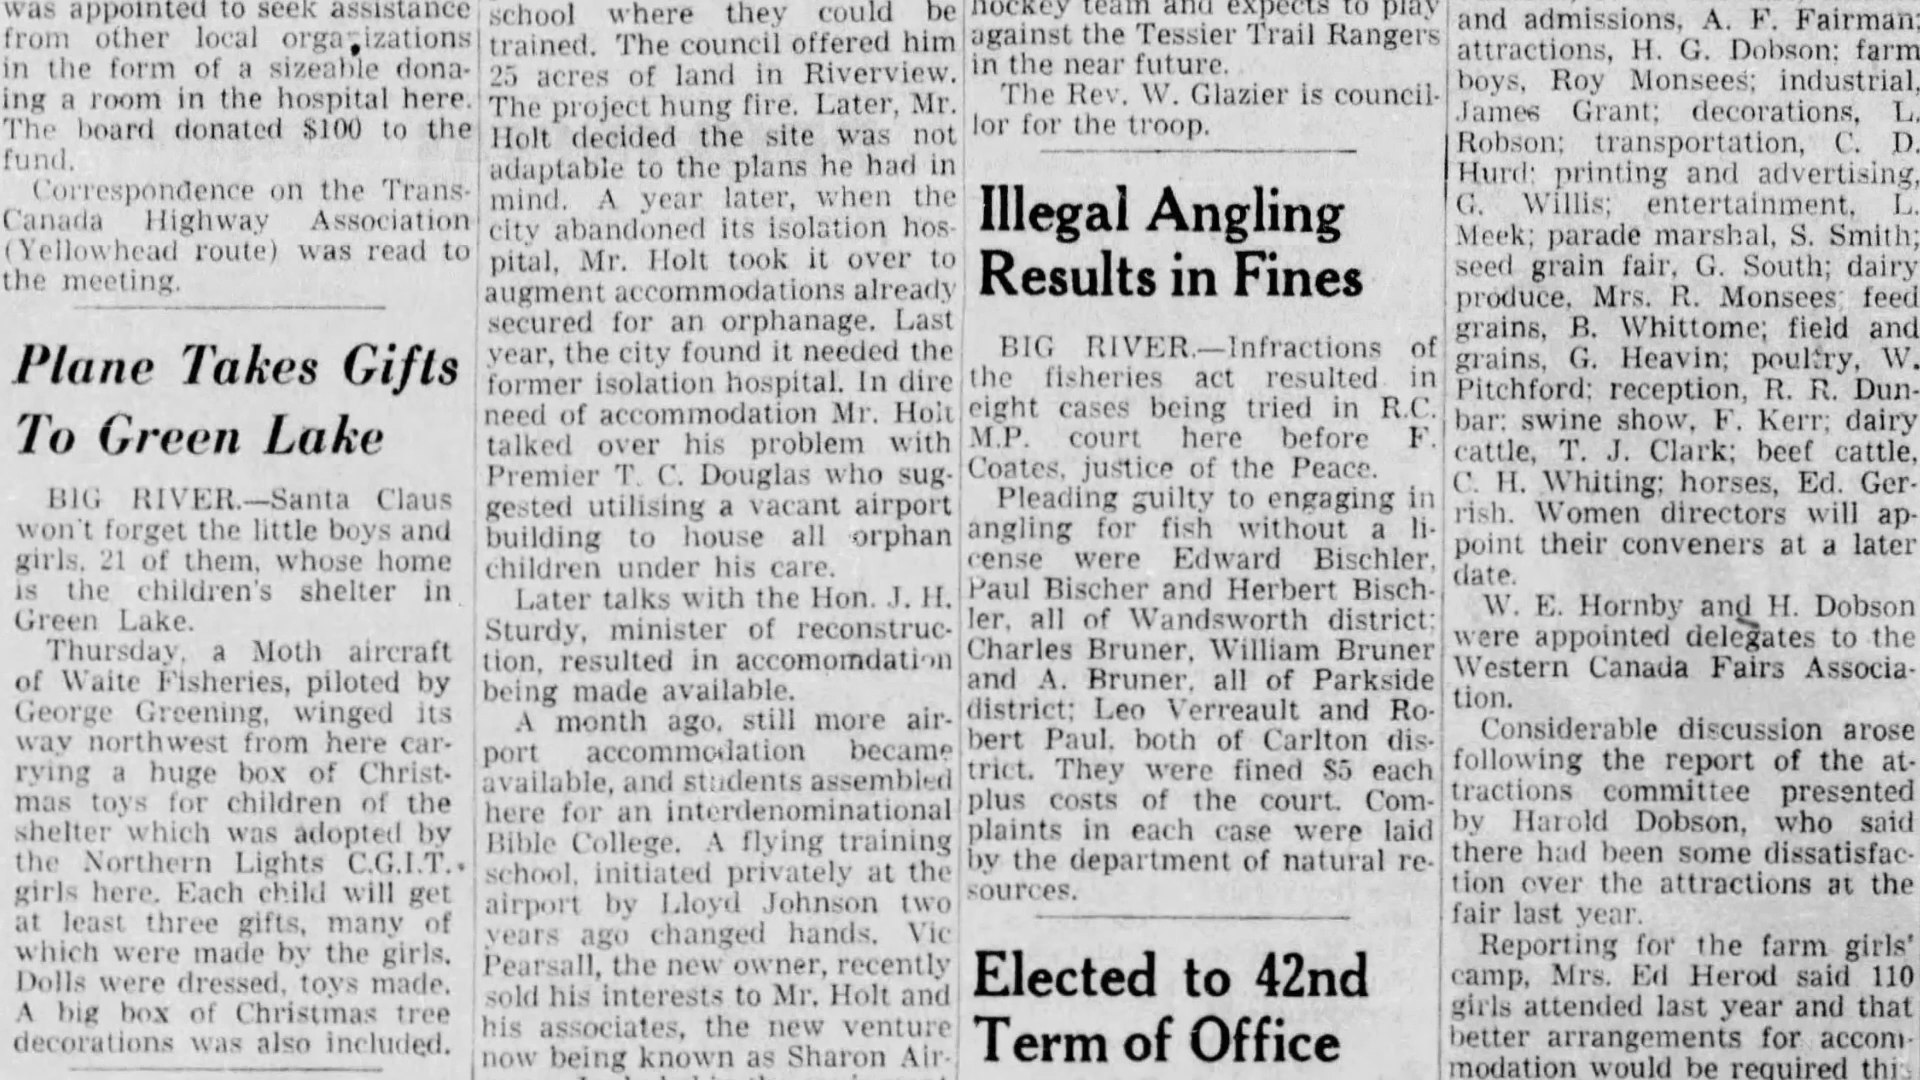 was appointed to seek assistance
from other local orga,izations
in the form of a sizeable dona-
ing a room in the hospital here.
The board donated $100 to the
fund.
Correspondence on the Trans-
Canada Highway Association
(Yellowhead route) was read to
the meeting.
Plane Takes Gifts
To Green Lake
BIG RIVER.—Santa Claus
won't forget the little boys and
girls, 21 of them, whose home
is the children's shelter in
Green Lake.
Thursday, a Moth aircraft
of Waite Fisheries, piloted by
George Greening, winged its
way northwest from here car-
rying a huge box of Christ-
mas toys for children of the
shelter which was adopted by
the Northern Lights C.G.I.T.
girls here. Each child will get
at least three gifts, many of
which were made by the girls.
Dolls were dressed, toys made.
A big box of Christmas tree
decorations was also included.
school where they could be
trained. The council offered him
25 acres of land in Riverview.
The project hung fire. Later, Mr.
Holt decided the site was not
adaptable to the plans he had in
mind. A year later, when the
city abandoned its isolation hos-
pital, Mr. Holt took it over to
augment accommodations already
secured for an orphanage. Last
year, the city found it needed the
former isolation hospital. In dire
need of accommodation Mr. Holt
talked over his problem with
Premier T. C. Douglas who sug-
gested utilising a vacant airport
building to house all orphan
children under his care.
Later talks with the Hon. J. H.
Sturdy, minister of reconstruc-
tion, resulted in accomomdation
being made available.
A month ago, still more air-
port accommodation became
available, and students assembled
here for an interdenominational
Bible College. A flying training
school, initiated privately at the
airport by Lloyd Johnson two
years ago changed hands. Vic
Pearsall, the new owner, recently
sold his interests to Mr. Holt and
his associates, the new venture
now being known as Sharon Air-
hockey team and expects to play
against the Tessier Trail Rangers
in the near future.
The Rev. W. Glazier is council-
lor for the troop.
Illegal Angling
Results in Fines
BIG RIVER.—Infractions of
the fisheries act resulted in
eight cases being tried in R.C.
M.P. court here before F.
Coates, justice of the Peace.
Pleading guilty to engaging in
angling for fish without a li-
cense were Edward Bischler,
Paul Bischer and Herbert Bisch-
ler, all of Wandsworth district;
Charles Bruner, William Bruner
and A. Bruner, all of Parkside
district; Leo Verreault and Ro-
bert Paul, both of Carlton dis-
trict. They were fined $5 each
plus costs of the court. Com-
plaints in each case were laid
by the department of natural re-
sources.
Elected to 42nd
Term of Office
and admissions, A. F. Fairman;
attractions, H. G. Dobson; farm
boys, Roy Monsees; industrial,
James Grant; decorations, L.
Robson; transportation, C. D.
Hurd; printing and advertising,
G. Willis; entertainment, L.
Meek; parade marshal, S. Smith;
seed grain fair, G. South; dairy
produce, Mrs. R. Monsees; feed
grains, B. Whittome; field and
grains, G. Heavin; poultry, W.
Pitchford; reception, R. R. Dun-
bar; swine show, F. Kerr; dairy
cattle, T. J. Clark; beef cattle,
C. H. Whiting; horses, Ed. Ger-
rish. Women directors will ap-
point their conveners at a later
date.
W. E. Hornby and H. Dobson
were appointed delegates to the
Western Canada Fairs Associa-
tion.
Considerable discussion arose
following the report of the at-
tractions committee presented
by Harold Dobson, who said
there had been some dissatisfac-
tion over the attractions at the
fair last year.
Reporting for the farm girls'
camp, Mrs. Ed Herod said 110
girls attended last year and that
better arrangements for accom-
modation would be required this